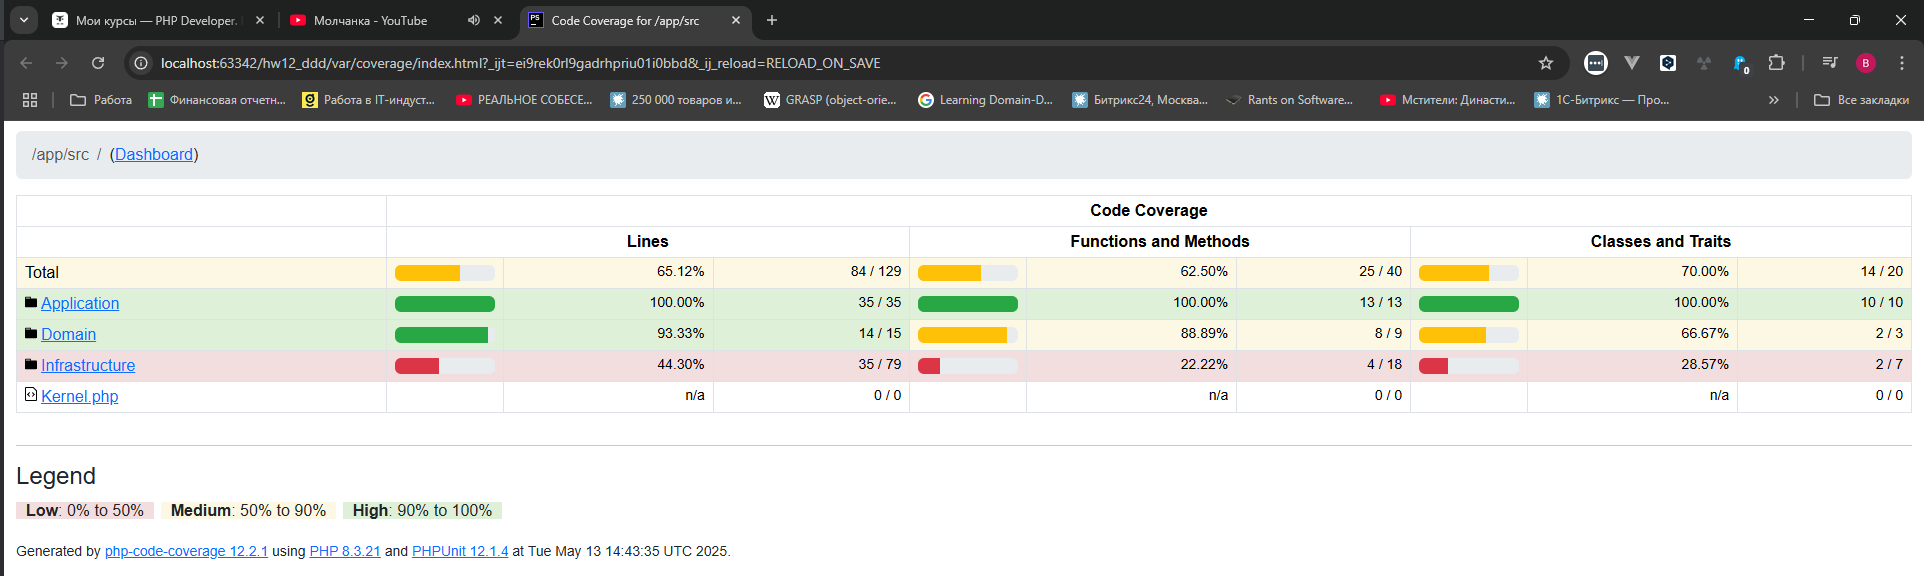 Мои курсы — PHP Developer.
Молчанка - YouTube
PS
Code Coverage for /app/src
localhost:63342/hw12_ddd/var/coverage/index.html?_ijt=ei9rek0rl9gadrhpriu01i0bbd&_ij_reload=RELOAD_ON_SAVE
0
B
Работа
Финансовая отчетн...
Работа в IT-индуст...
РЕАЛЬНОЕ СОБЕСЕ...
250 000 товаров и...
W
GRASP (object-orie...
Learning Domain-D...
Битрикс24, Москва...
Rants on Software...
Мстители: Династи...
1С-Битрикс — Про...
Все закладки
/app/src / (Dashboard)
Code Coverage
Lines Functions and Methods Classes and Traits
Total 65.12% 84 / 129 62.50% 25 / 40 70.00% 14 / 20
Application 100.00% 35 / 35 100.00% 13 / 13 100.00% 10 / 10
Domain 93.33% 14 / 15 88.89% 8 / 9 66.67% 2 / 3
Infrastructure 44.30% 35 / 79 22.22% 4 / 18 28.57% 2 / 7
Kernel.php n/a 0 / 0 n/a 0 / 0 n/a 0 / 0
Legend
Low: 0% to 50% Medium: 50% to 90% High: 90% to 100%
Generated by php-code-coverage 12.2.1 using PHP 8.3.21 and PHPUnit 12.1.4 at Tue May 13 14:43:35 UTC 2025.